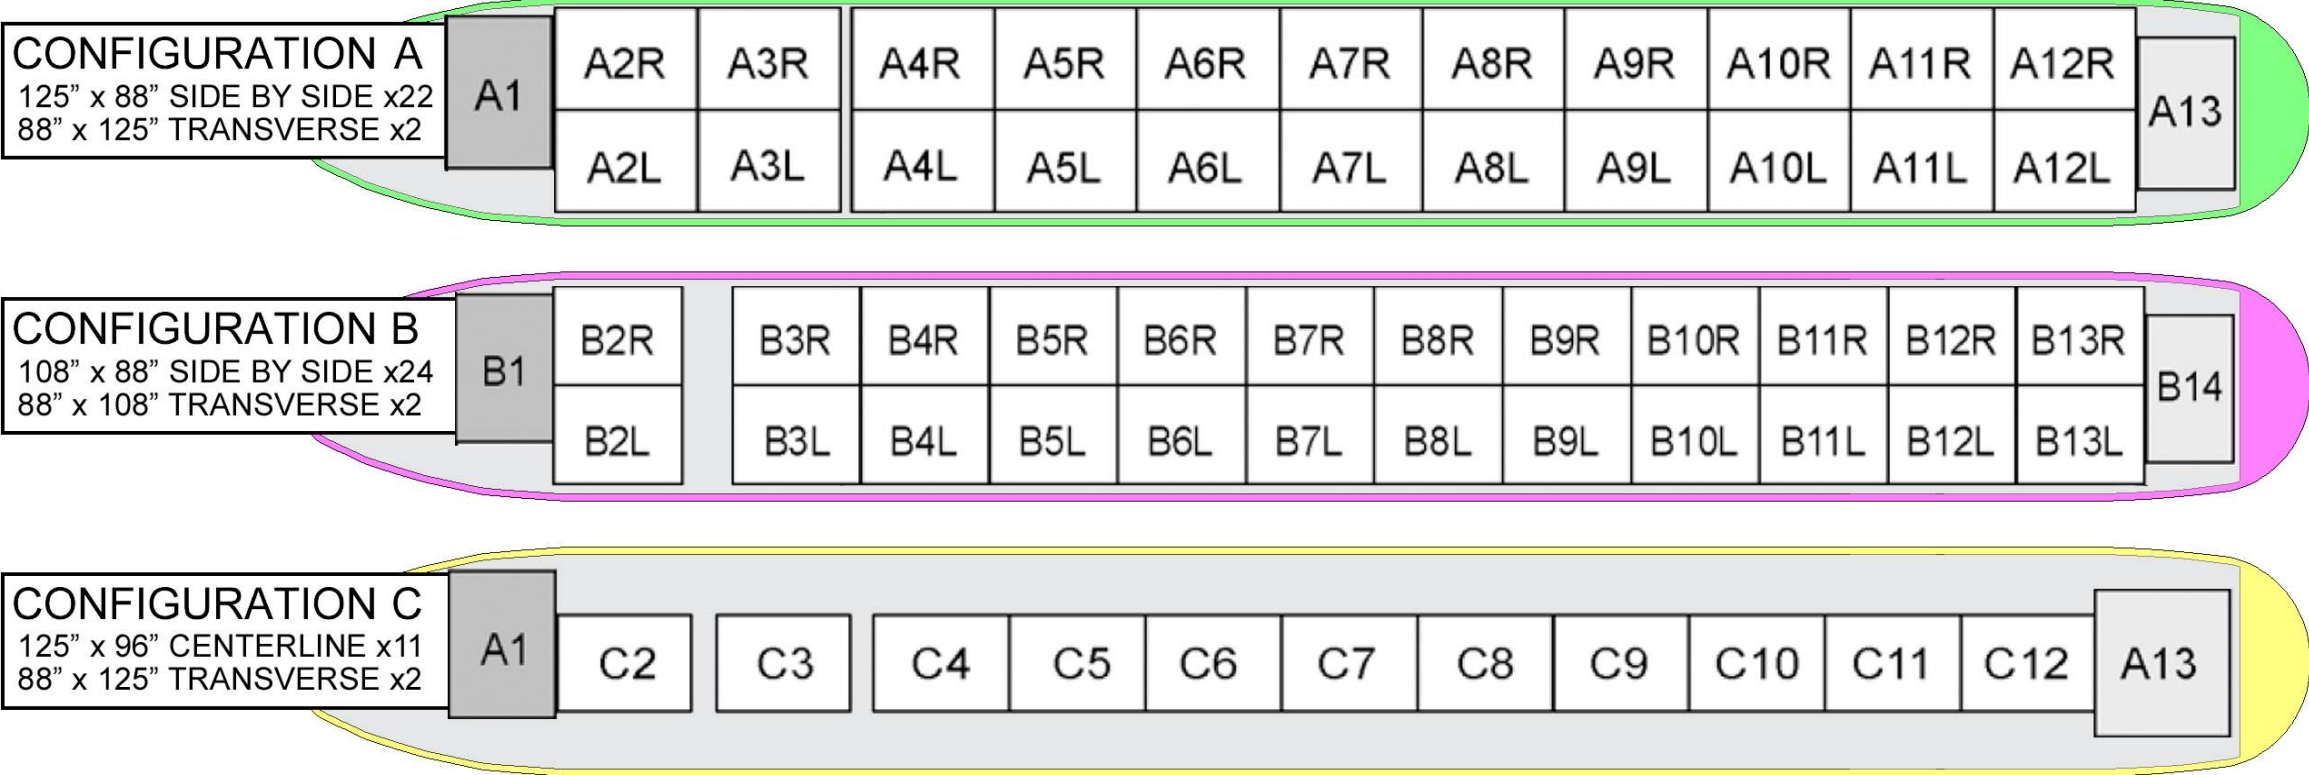 CONFIGURATION A
125” x 88” SIDE BY SIDE x22
88” x 125” TRANSVERSE x2
A1
A2R A3R A4R A5R A6R A7R A8R A9R A10R A11R A12R
A2L A3L A4L A5L A6L A7L A8L A9L A10L A11L A12L
A13
CONFIGURATION B
108” x 88” SIDE BY SIDE x24
88” x 108” TRANSVERSE x2
B1
B2R B3R B4R B5R B6R B7R B8R B9R B10R B11R B12R B13R
B2L B3L B4L B5L B6L B7L B8L B9L B10L B11L B12L B13L
B14
CONFIGURATION C
125” x 96” CENTERLINE x11
88” x 125” TRANSVERSE x2
A1 C2 C3 C4 C5 C6 C7 C8 C9 C10 C11 C12 A13